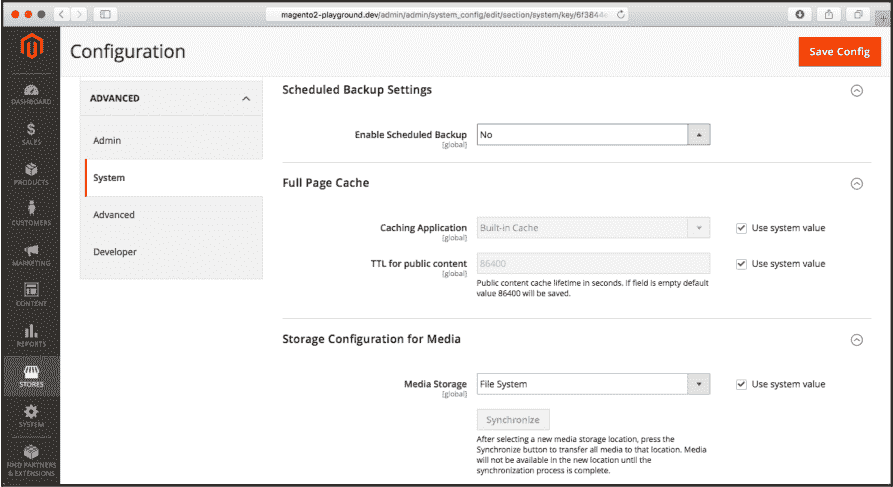 magento2-playground.dev/admin/admin/system_config/edit/section/system/key/6f3844
Configuration
Save Config
DASHBOARD
SALES
PRODUCTS
CUSTOMERS
MARKETING
CONTENT
REPORTS
STORES
SYSTEM
FIND PARTNERS
& EXTENSIONS
ADVANCED
Admin
System
Advanced
Developer
Scheduled Backup Settings
Enable Scheduled Backup No
[global]
Full Page Cache
Caching Application Built-in Cache Use system value
[global]
TTL for public content 86400 Use system value
[global]
Public content cache lifetime in seconds. If field is empty default
value 86400 will be saved.
Storage Configuration for Media
Media Storage File System Use system value
[global]
Synchronize
After selecting a new media storage location, press the
Synchronize button to transfer all media to that location. Media
will not be available in the new location until the
synchronization process is complete.